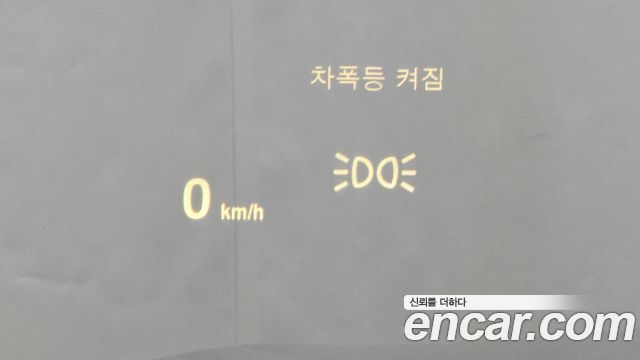 차폭등 켜짐
0 km/h
신뢰를 더하다
encar.com